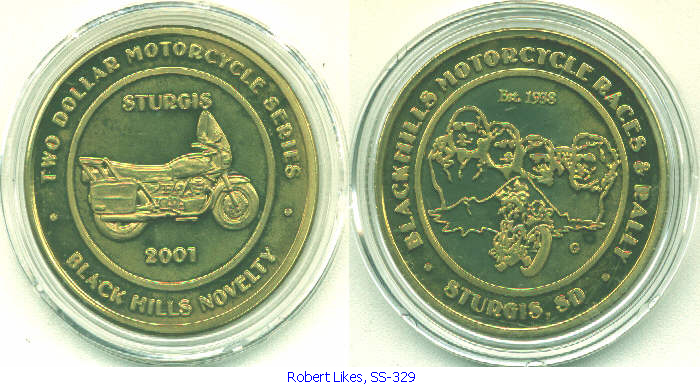 TWO DOLLAR MOTORCYCLE SERIES
STURGIS
2001
BLACK HILLS NOVELTY
BLACKHILLS MOTORCYCLE RACES & RALLY
Est. 1938
STURGIS, SD
Robert Likes, SS-329